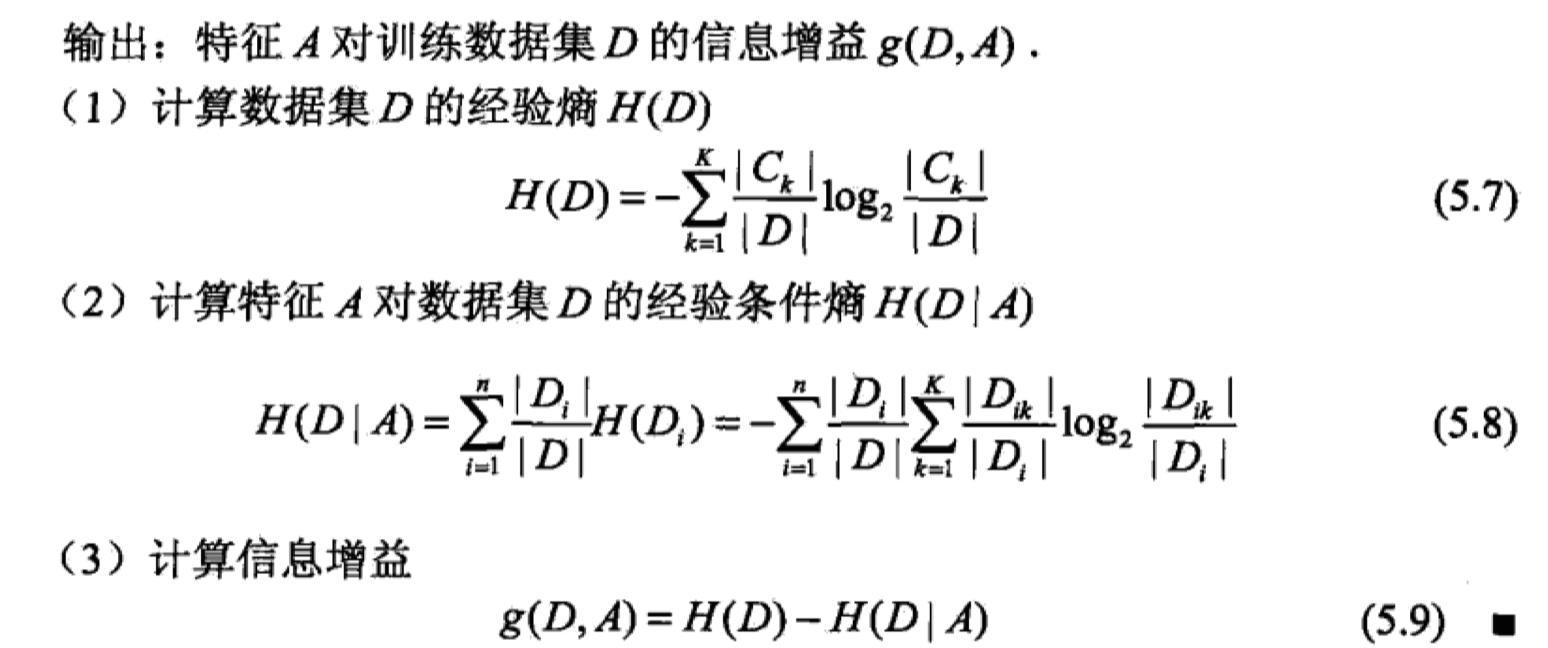 输出：特征 A 对训练数据集 D 的信息增益 g(D, A) .
（1）计算数据集 D 的经验熵 H(D)
H(D) = -\sum_{k=1}^{K} \frac{|C_k|}{|D|} \log_2 \frac{|C_k|}{|D|} (5.7)
（2）计算特征 A 对数据集 D 的经验条件熵 H(D | A)
H(D | A) = \sum_{i=1}^{n} \frac{|D_i|}{|D|} H(D_i) = -\sum_{i=1}^{n} \frac{|D_i|}{|D|} \sum_{k=1}^{K} \frac{|D_{ik}|}{|D_i|} \log_2 \frac{|D_{ik}|}{|D_i|} (5.8)
（3）计算信息增益
g(D, A) = H(D) - H(D | A) (5.9) ■